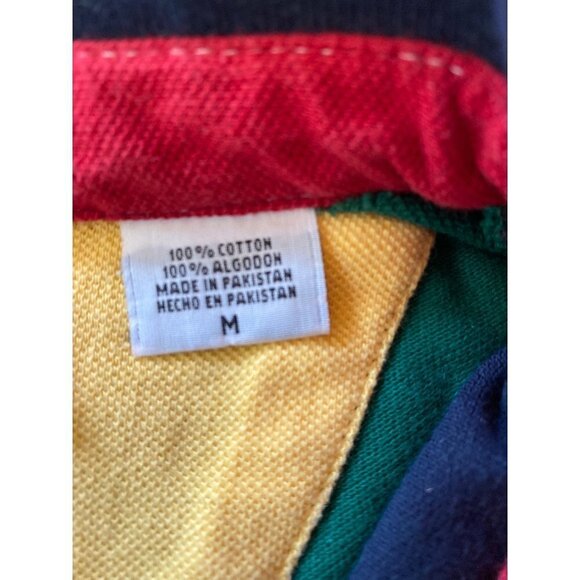 100% COTTON
100% ALGODON
MADE IN PAKISTAN
HECHO EN PAKISTAN
M